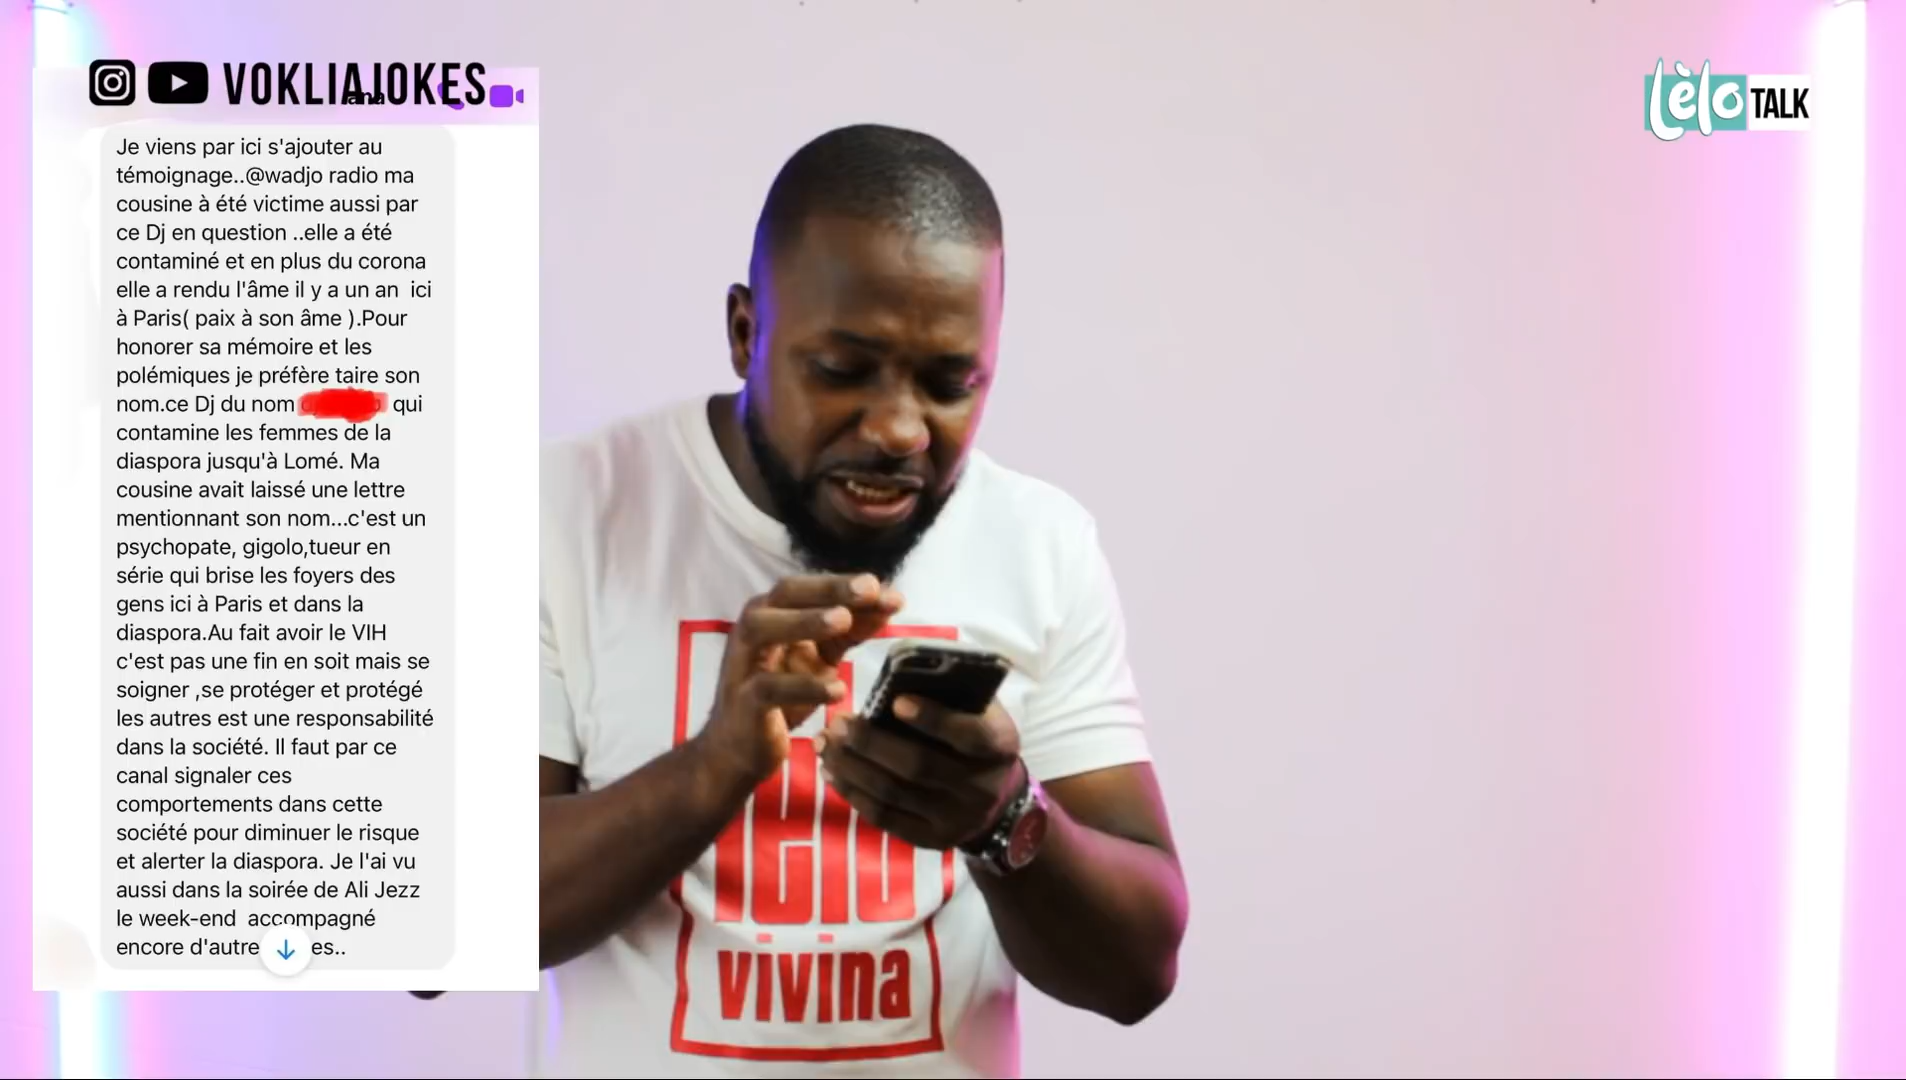 VOKLIAJOKES
Lèlo TALK
Je viens par ici s'ajouter au
témoignage..@wadjo radio ma
cousine à été victime aussi par
ce Dj en question ..elle a été
contaminé et en plus du corona
elle a rendu l'âme il y a un an  ici
à Paris( paix à son âme ).Pour
honorer sa mémoire et les
polémiques je préfère taire son
nom.ce Dj du nom qui
contamine les femmes de la
diaspora jusqu'à Lomé. Ma
cousine avait laissé une lettre
mentionnant son nom...c'est un
psychopate, gigolo,tueur en
série qui brise les foyers des
gens ici à Paris et dans la
diaspora.Au fait avoir le VIH
c'est pas une fin en soit mais se
soigner ,se protéger et protégé
les autres est une responsabilité
dans la société. Il faut par ce
canal signaler ces
comportements dans cette
société pour diminuer le risque
et alerter la diaspora. Je l'ai vu
aussi dans la soirée de Ali Jezz
le week-end  accompagné
encore d'autre es..
lelo
vivina